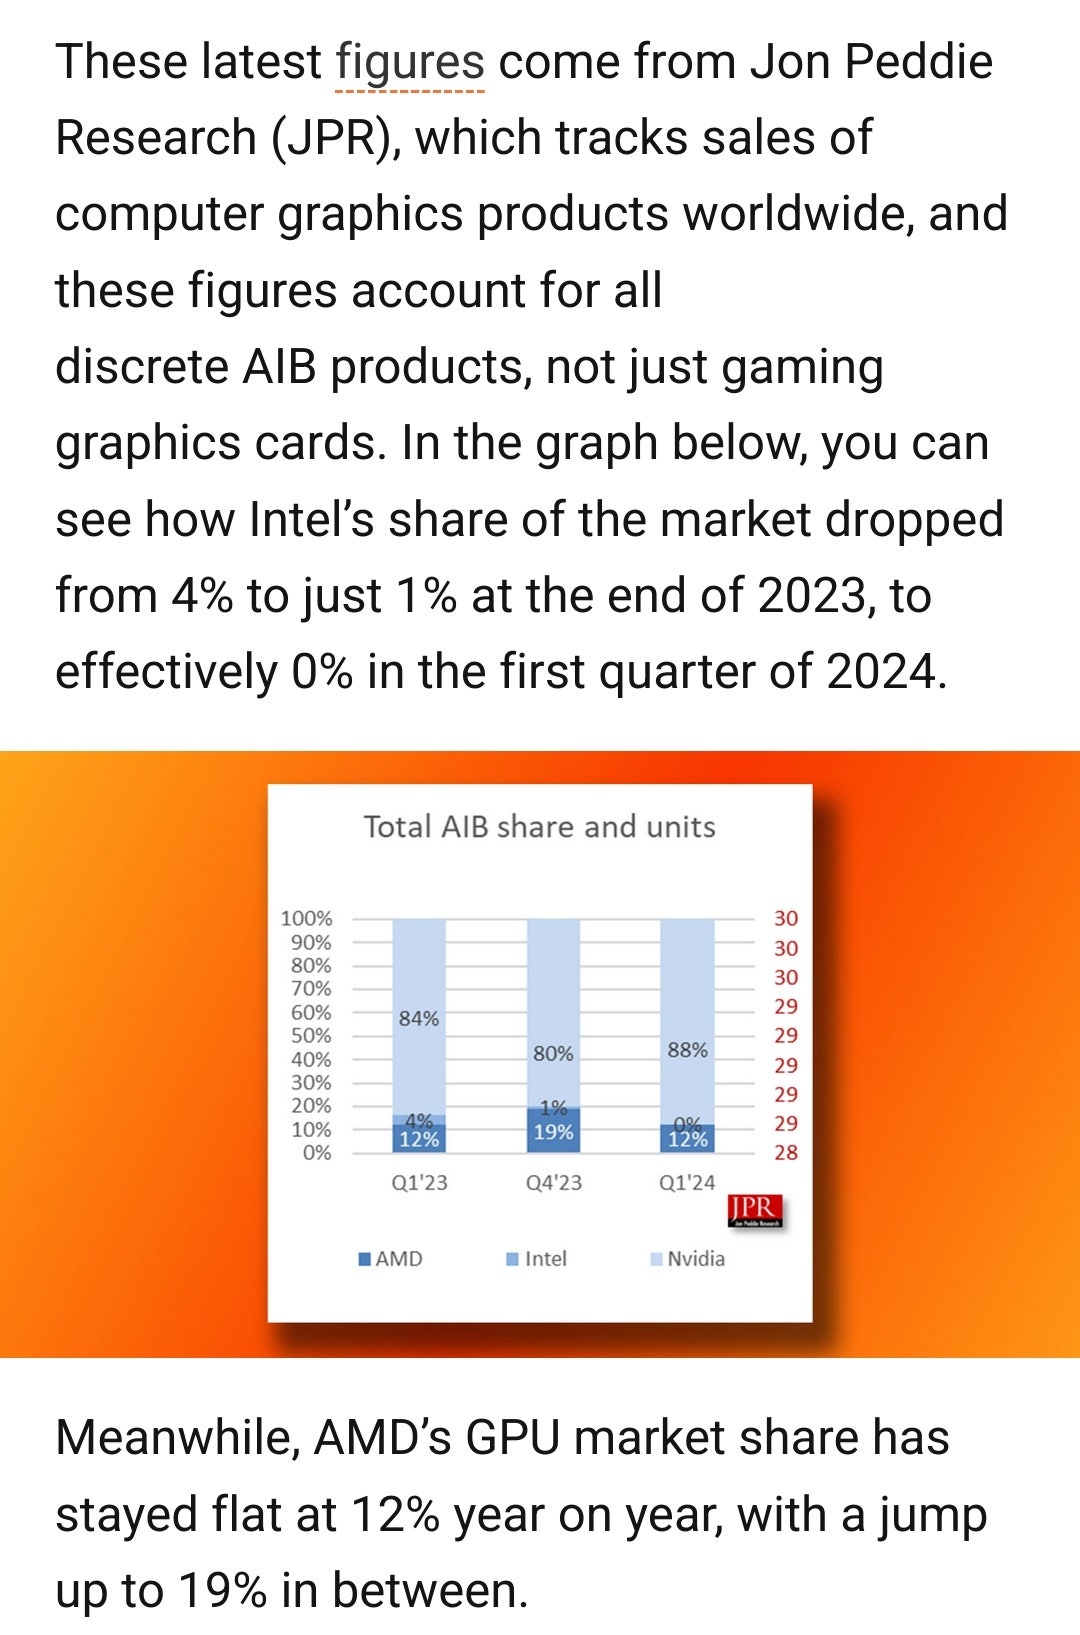 These latest figures come from Jon Peddie
Research (JPR), which tracks sales of
computer graphics products worldwide, and
these figures account for all
discrete AIB products, not just gaming
graphics cards. In the graph below, you can
see how Intel’s share of the market dropped
from 4% to just 1% at the end of 2023, to
effectively 0% in the first quarter of 2024.
Total AIB share and units
100% 30
90% 30
80% 30
70% 29
60% 29
50% 29
40% 29
30% 29
20% 28
10%
0%
84% 80% 88%
4% 1% 0%
12% 19% 12%
Q1'23 Q4'23 Q1'24
JPR
Jon Peddie Research
AMD Intel Nvidia
Meanwhile, AMD’s GPU market share has
stayed flat at 12% year on year, with a jump
up to 19% in between.